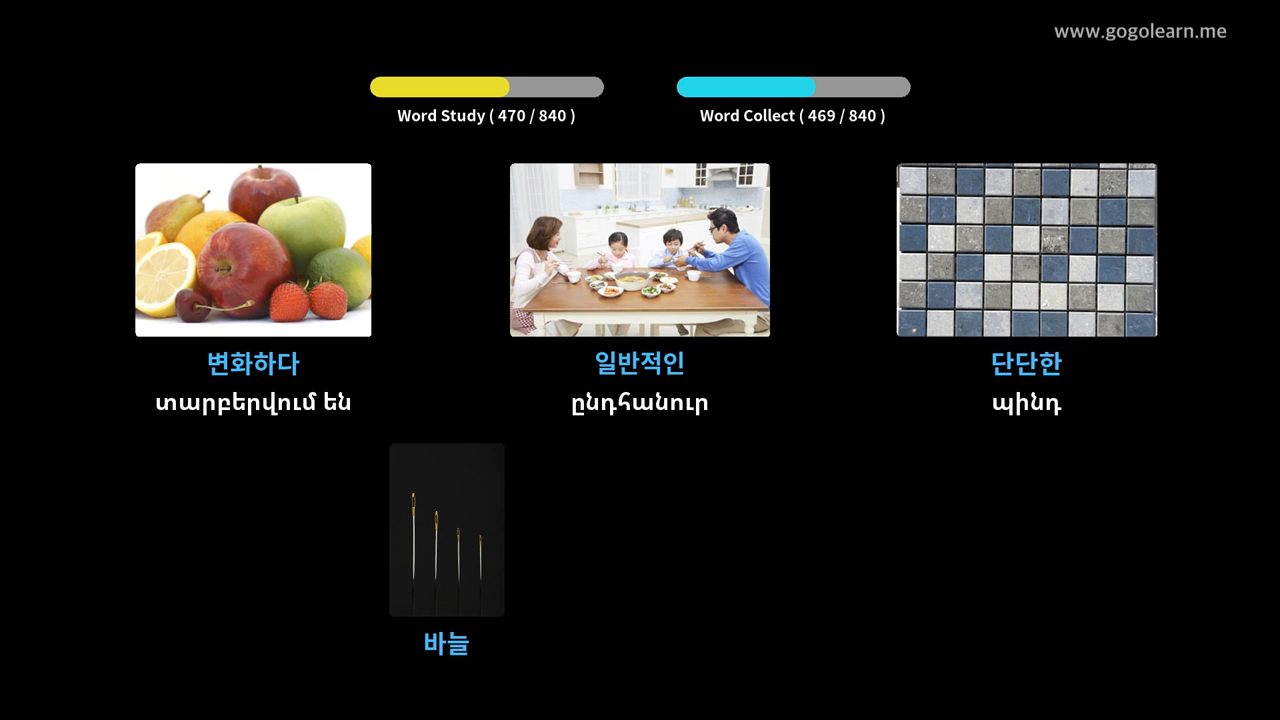 www.gogolearn.me
Word Study ( 470 / 840 )
Word Collect ( 469 / 840 )
변화하다
일반적인
단단한
տարբերվում են
ընդհանուր
պինդ
바늘